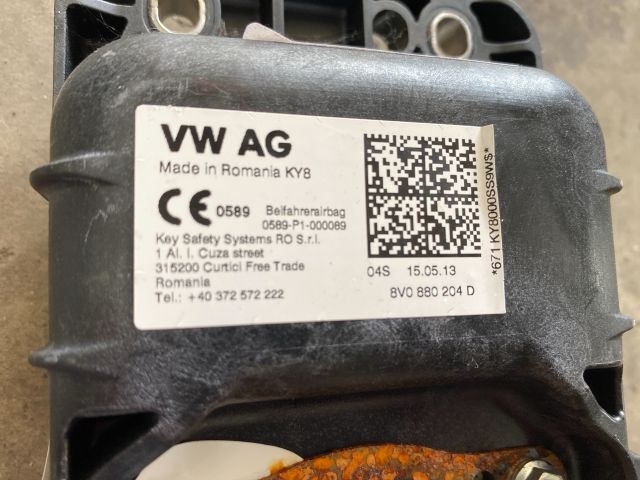 VW AG
Made in Romania KY8
CE 0589 Beifahrerairbag
0589-P1-000089
Key Safety Systems RO S.r.l.
1 Al. I. Cuza street
315200 Curtici Free Trade
Romania
Tel.: +40 372 572 222
04S 15.05.13
8V0 880 204 D
*671 KY8000SS9W$*